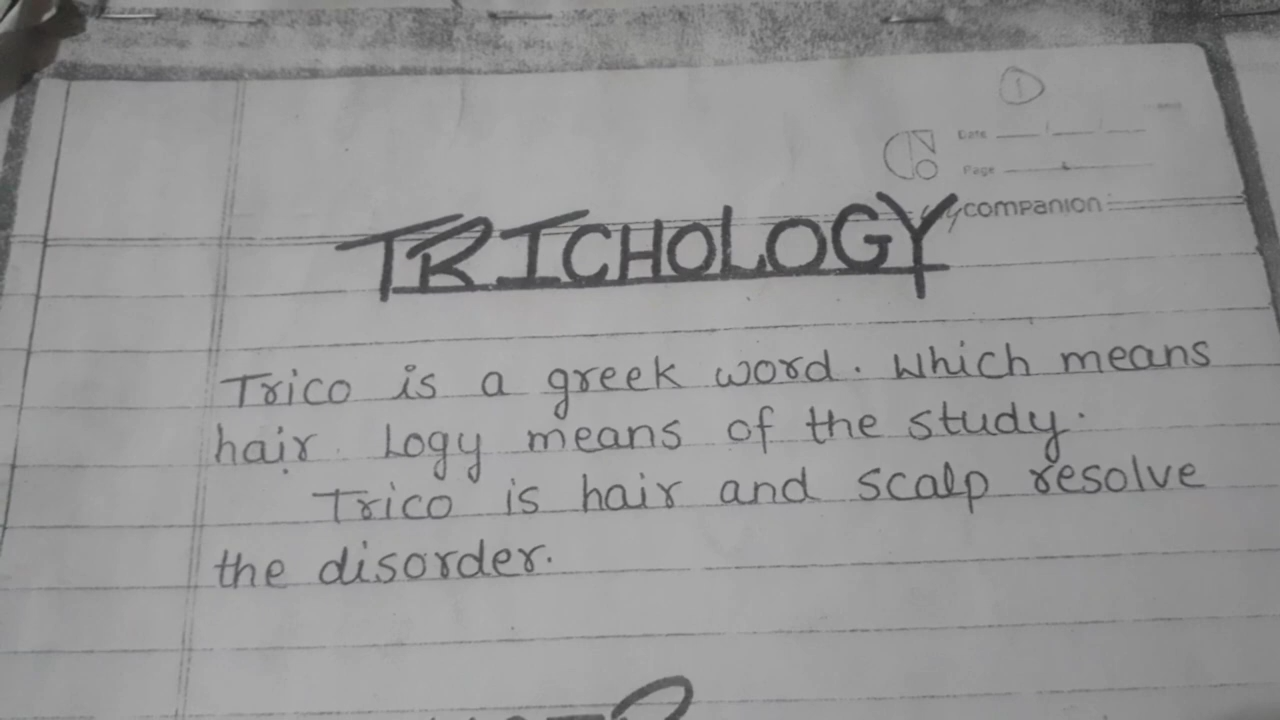 1
Date
Page
companion
TRICHOLOGY
Trico is a greek word. Which means
hair. Logy means of the study.
Trico is hair and scalp resolve
the disorder.